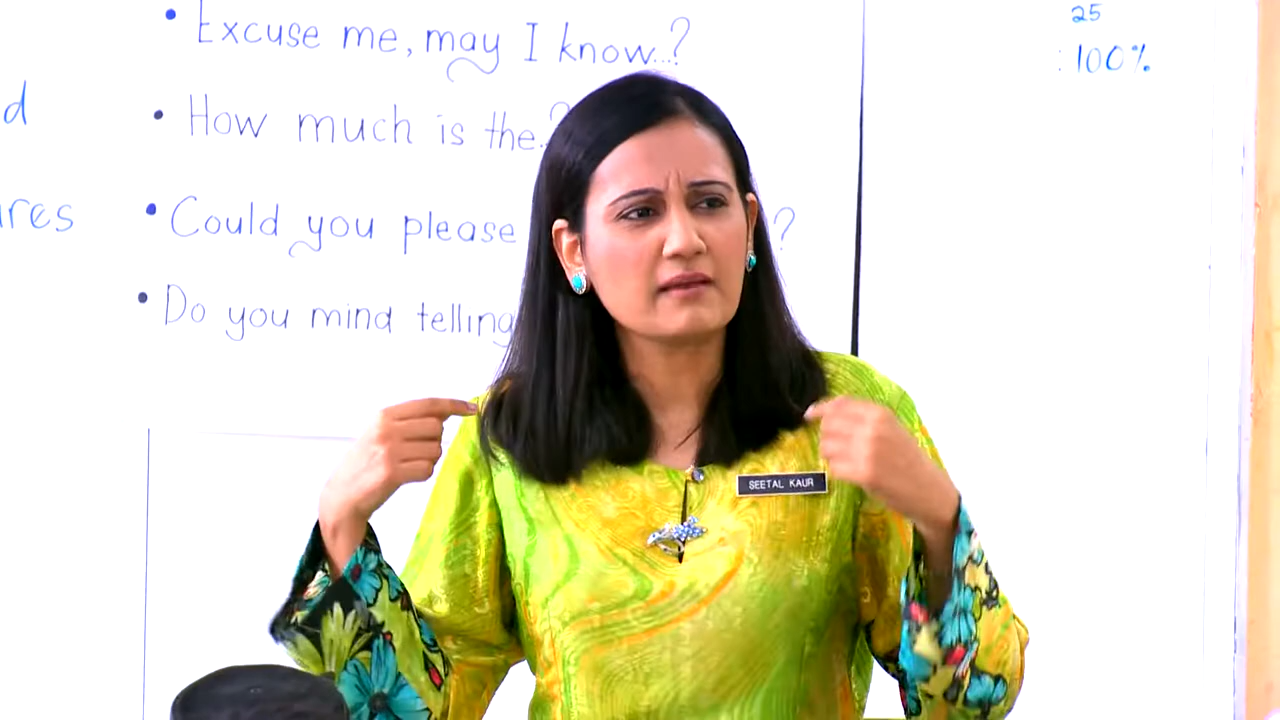 Excuse me, may I know...?
How much is the..?
Could you please ?
Do you mind telling
d
res
25
: 100%
SEETAL KAUR